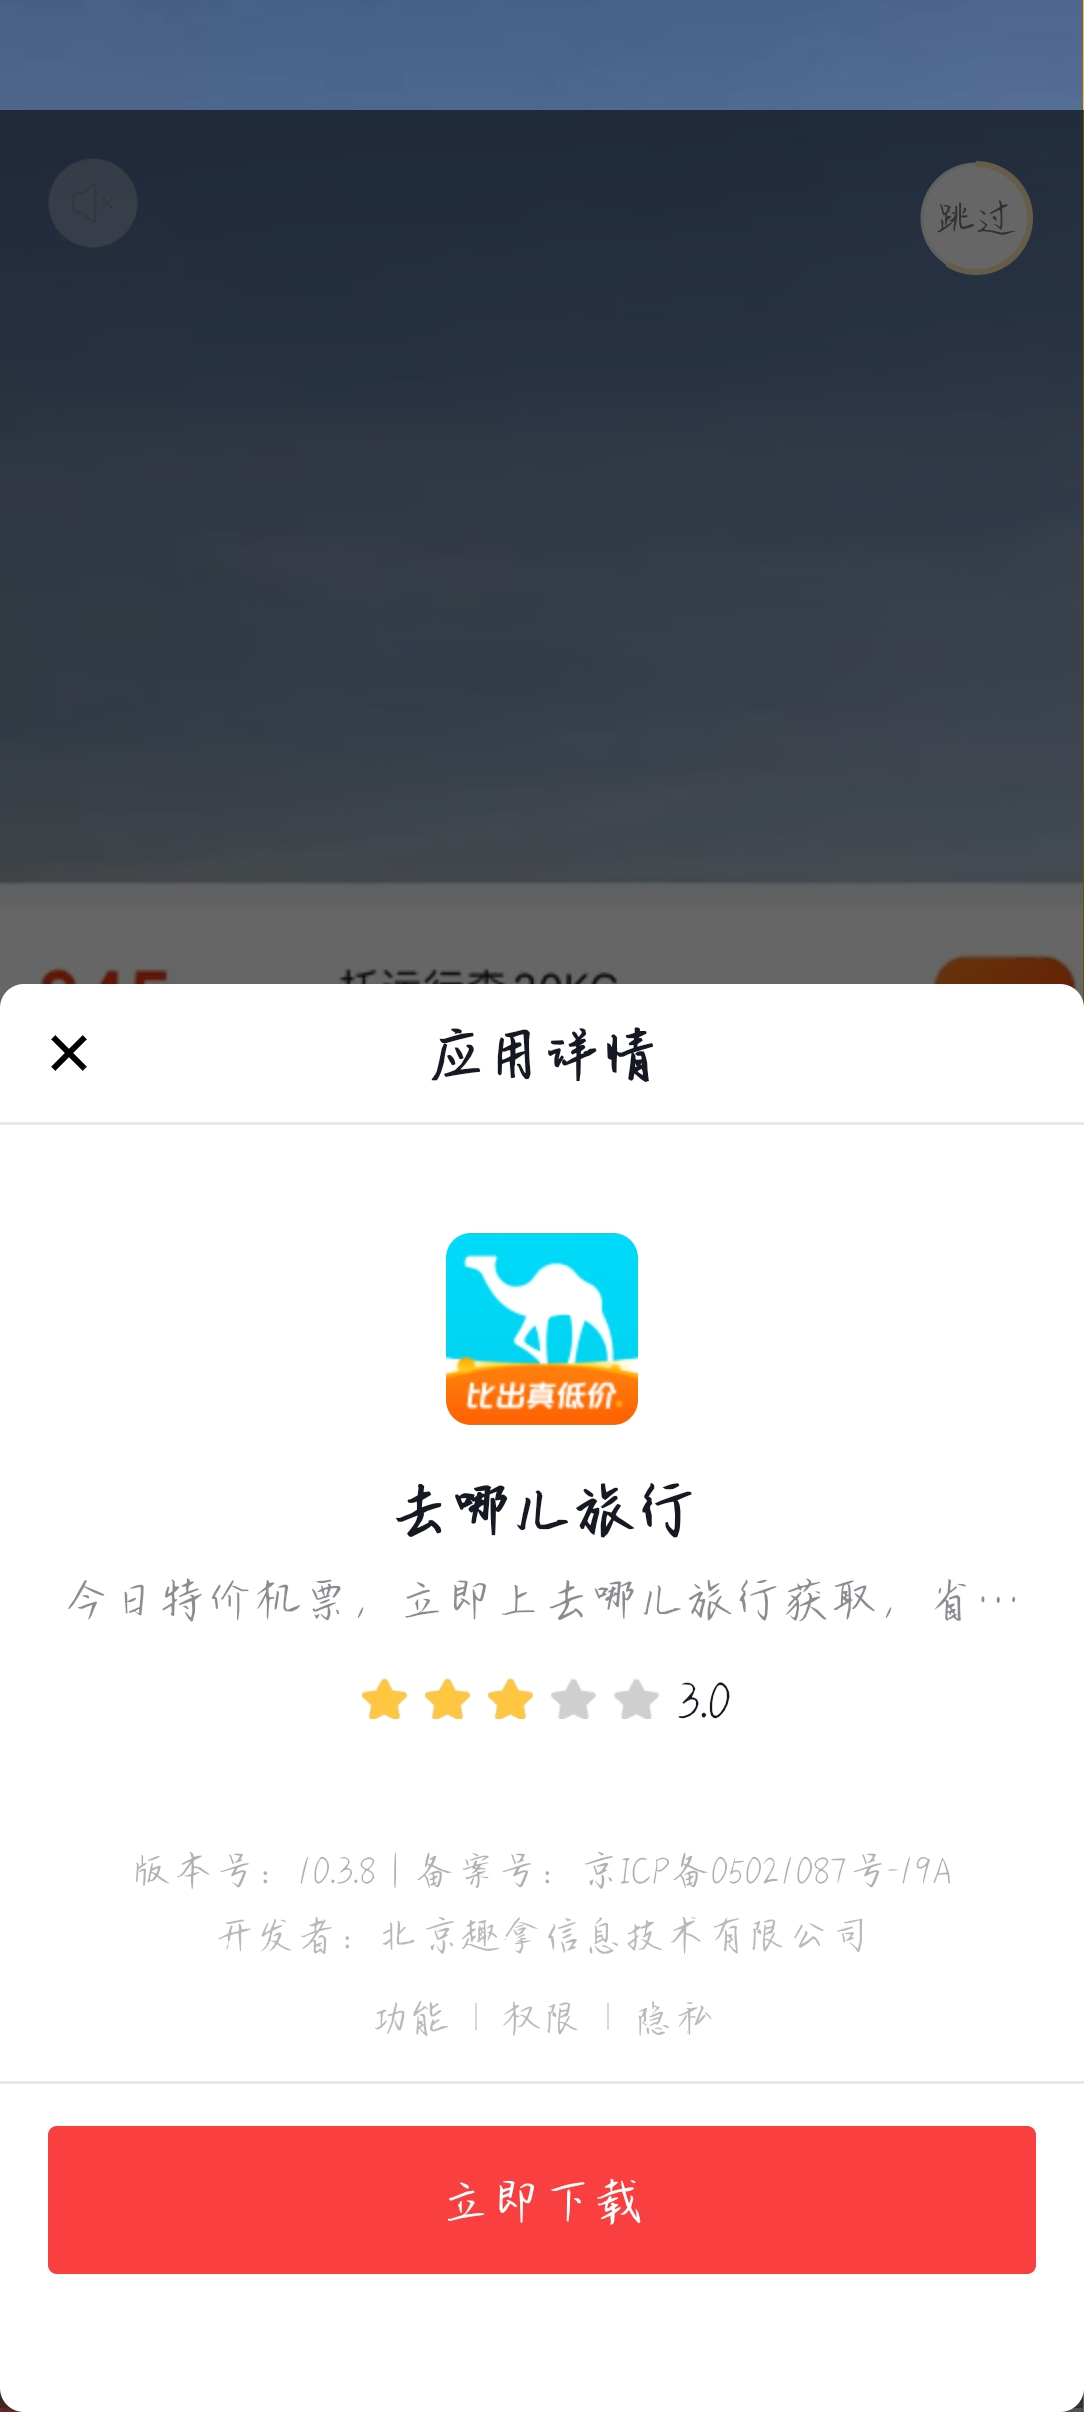 跳过
应用详情
比出真低价
去哪儿旅行
今日特价机票，立即上去哪儿旅行获取，省…
3.0
版本号：10.3.8 | 备案号：京ICP备05021087号-19A
开发者：北京趣拿信息技术有限公司
功能 | 权限 | 隐私
立即下载